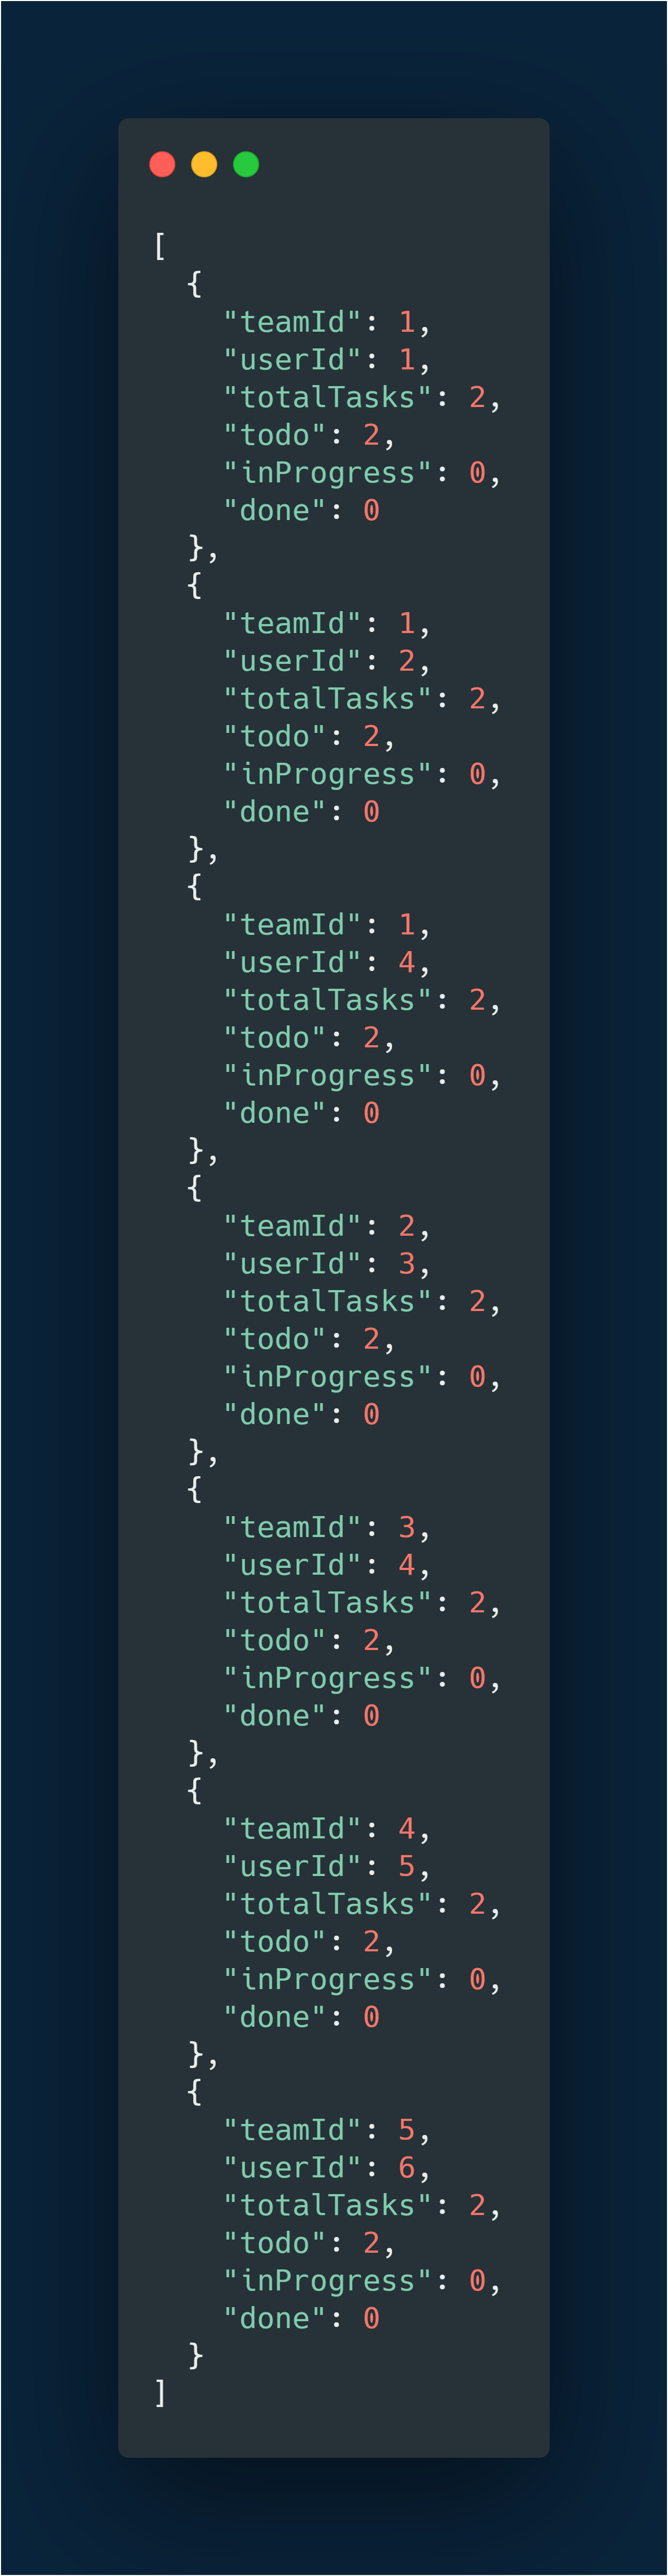 [
  {
    "teamId": 1,
    "userId": 1,
    "totalTasks": 2,
    "todo": 2,
    "inProgress": 0,
    "done": 0
  },
  {
    "teamId": 1,
    "userId": 2,
    "totalTasks": 2,
    "todo": 2,
    "inProgress": 0,
    "done": 0
  },
  {
    "teamId": 1,
    "userId": 4,
    "totalTasks": 2,
    "todo": 2,
    "inProgress": 0,
    "done": 0
  },
  {
    "teamId": 2,
    "userId": 3,
    "totalTasks": 2,
    "todo": 2,
    "inProgress": 0,
    "done": 0
  },
  {
    "teamId": 3,
    "userId": 4,
    "totalTasks": 2,
    "todo": 2,
    "inProgress": 0,
    "done": 0
  },
  {
    "teamId": 4,
    "userId": 5,
    "totalTasks": 2,
    "todo": 2,
    "inProgress": 0,
    "done": 0
  },
  {
    "teamId": 5,
    "userId": 6,
    "totalTasks": 2,
    "todo": 2,
    "inProgress": 0,
    "done": 0
  }
]